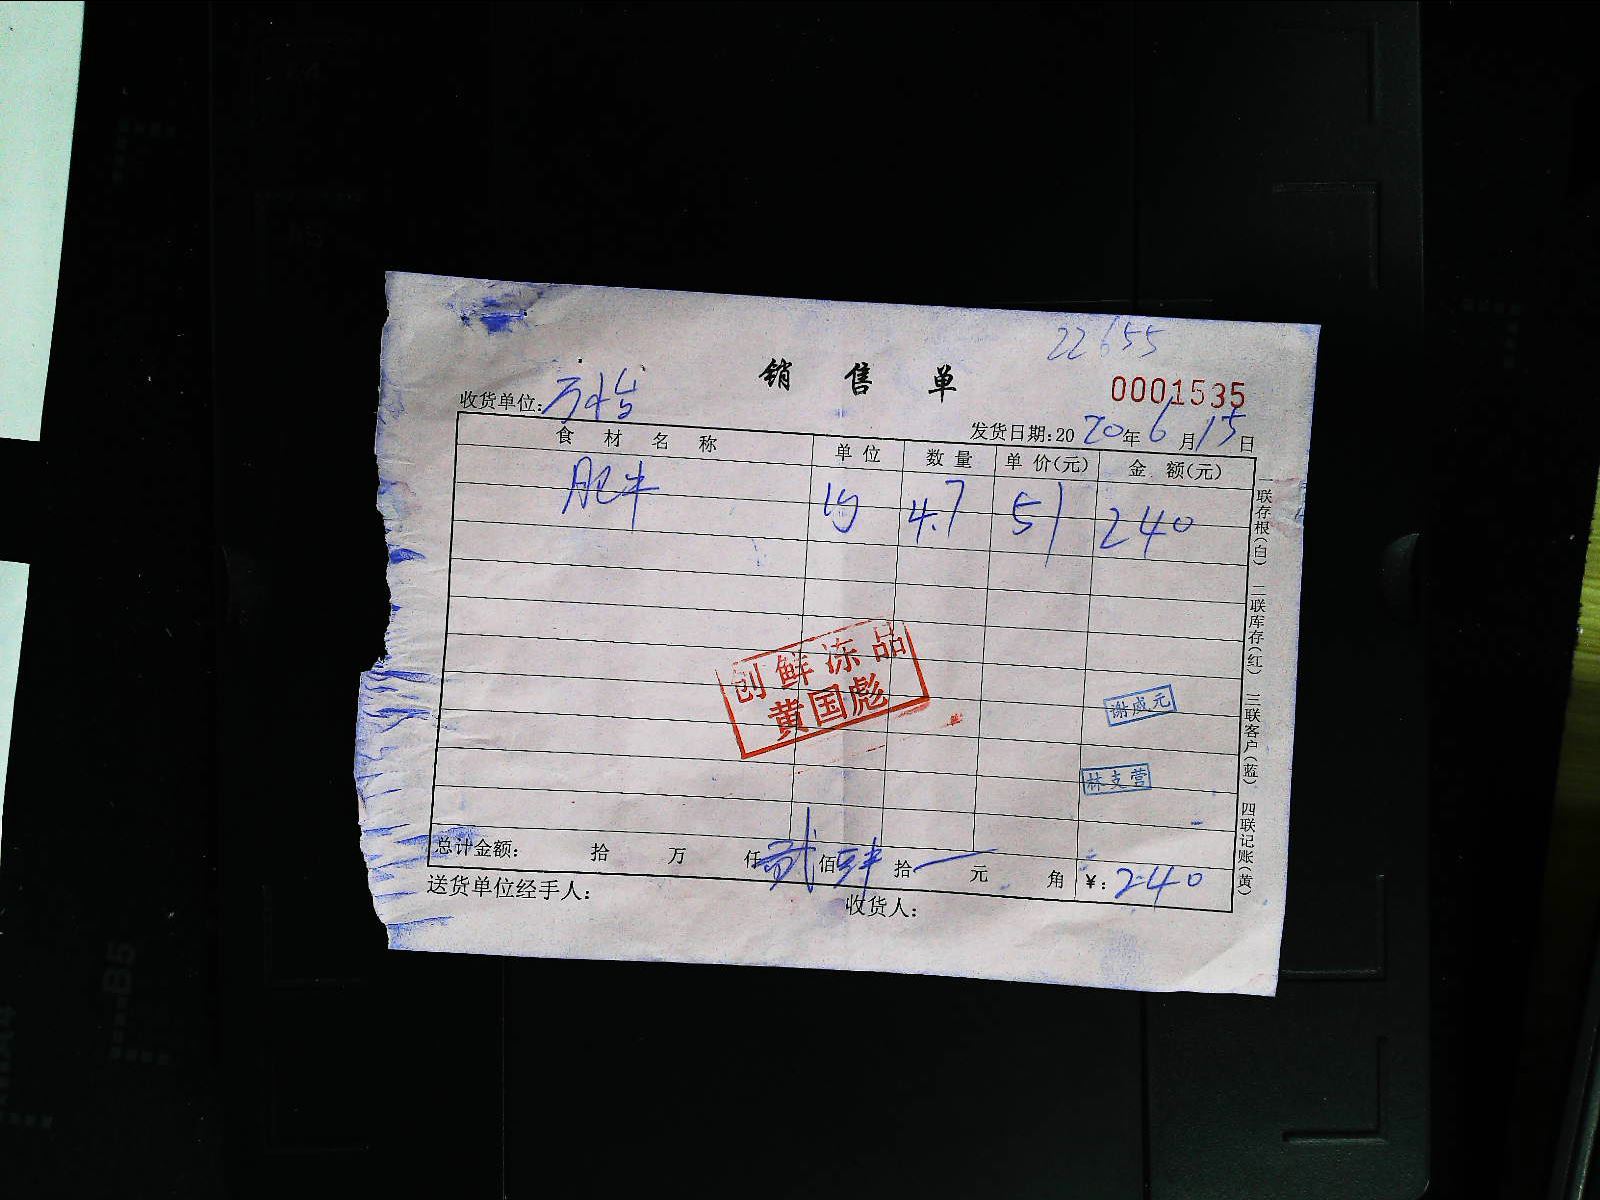 22655
销售单
0001535
收货单位:
发货日期:2020年6月15日
食材名称 单位 数量 单价(元) 金额(元)
肥牛 4.7 51 240
创鲜冻品
黄国彪
谢成元
林支营
总计金额: 拾 万 仟 贰 佰 肆 拾 一 元 角 ¥:240
送货单位经手人: 收货人:
一联存根(白) 二联库存(红) 三联客户(蓝) 四联记账(黄)
B5